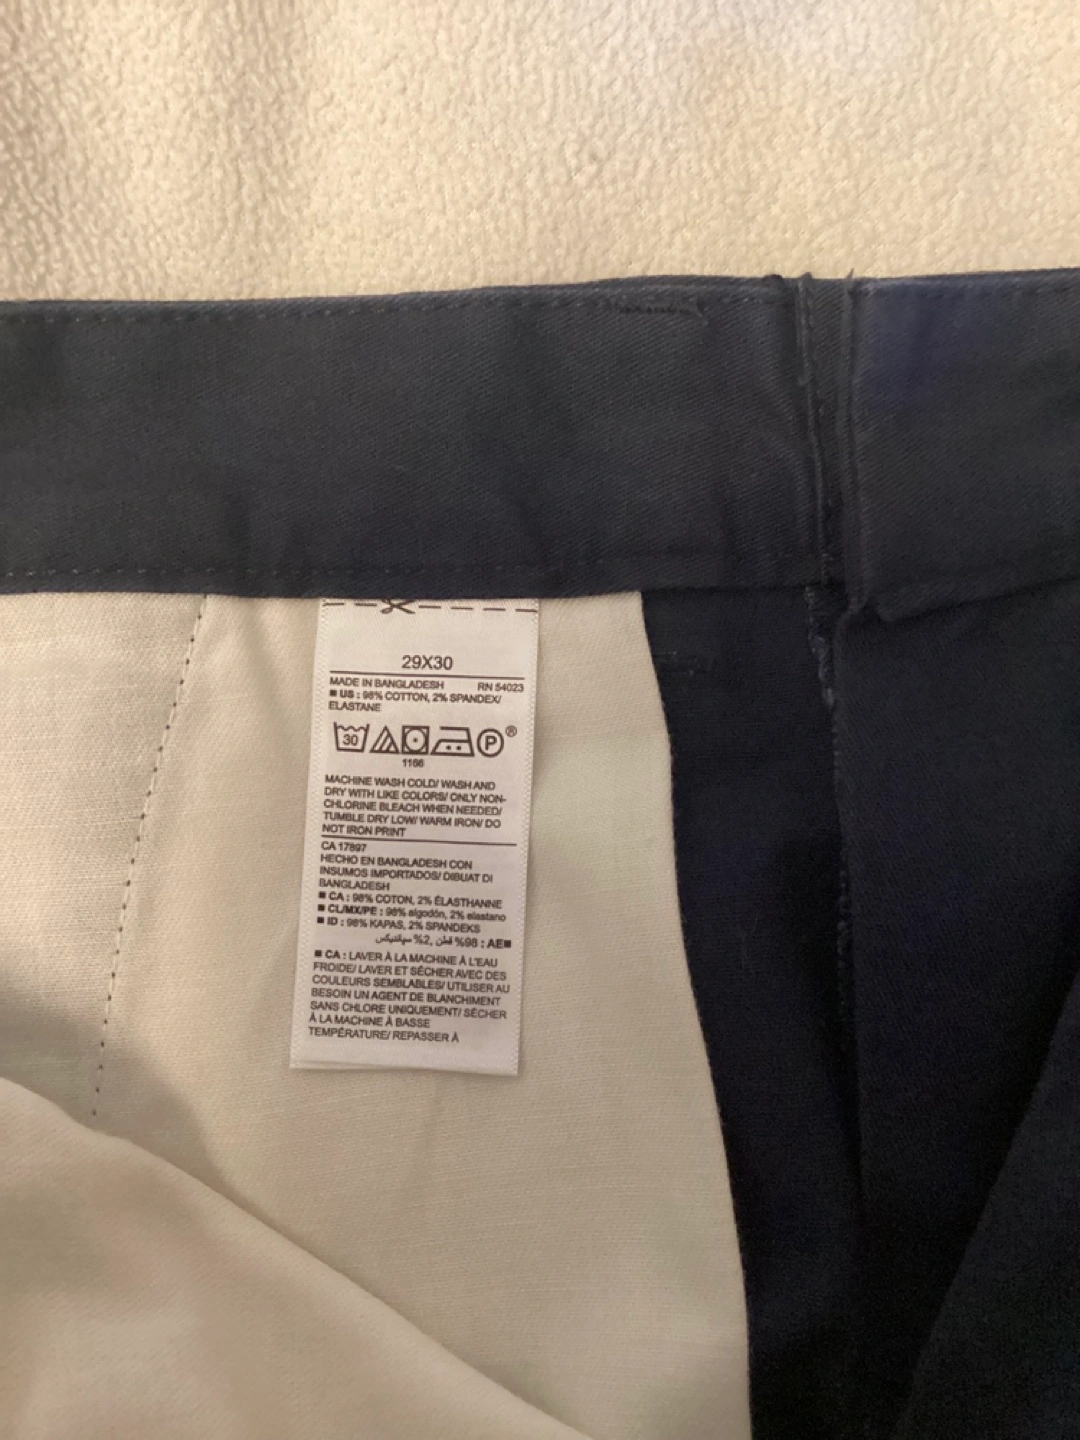 29X30
MADE IN BANGLADESH RN 54023
■ US : 98% COTTON, 2% SPANDEX/
ELASTANE
30 P ®
1166
MACHINE WASH COLD/ WASH AND
DRY WITH LIKE COLORS/ ONLY NON-
CHLORINE BLEACH WHEN NEEDED/
TUMBLE DRY LOW/ WARM IRON/ DO
NOT IRON PRINT
CA 17897
HECHO EN BANGLADESH CON
INSUMOS IMPORTADOS/ DIBUAT DI
BANGLADESH
■ CA : 98% COTON, 2% ÉLASTHANNE
■ CL/MX/PE : 98% algodón, 2% elastano
■ ID : 98% KAPAS, 2% SPANDEKS
■AE : 98% قطن, 2% سپانديكس
■ CA : LAVER À LA MACHINE À L'EAU
FROIDE/ LAVER ET SÉCHER AVEC DES
COULEURS SEMBLABLES/ UTILISER AU
BESOIN UN AGENT DE BLANCHIMENT
SANS CHLORE UNIQUEMENT/ SÉCHER
À LA MACHINE À BASSE
TEMPÉRATURE/ REPASSER À